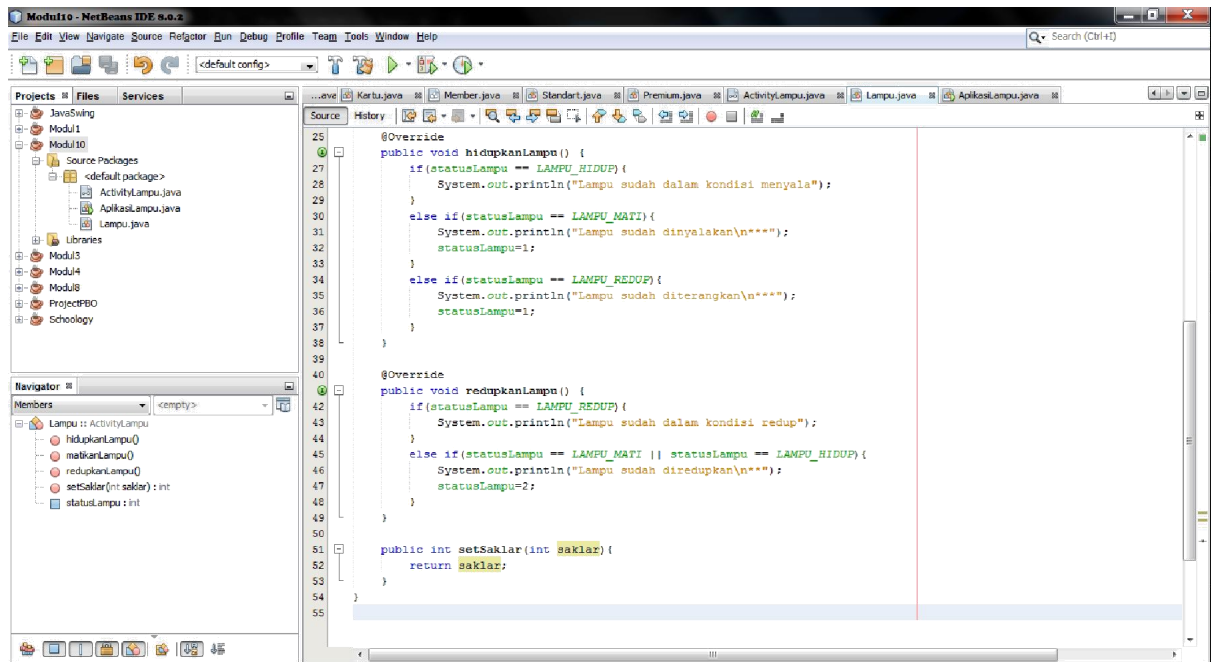 Modul10 - NetBeans IDE 8.0.2
File Edit View Navigate Source Refactor Run Debug Profile Team Tools Window Help
Search (Ctrl+I)
<default config>
Projects Files Services
JavaSwing
Modul1
Modul10
Source Packages
<default package>
ActivityLampu.java
AplikasiLampu.java
Lampu.java
Libraries
Modul3
Modul4
Modul8
ProjectPBO
Schoology
Navigator
Members <empty>
Lampu :: ActivityLampu
hidupkanLampu()
matikanLampu()
redupkanLampu()
setSaklar(int saklar) : int
statusLampu : int
...ava Kartu.java Member.java Standart.java Premium.java ActivityLampu.java Lampu.java AplikasiLampu.java
Source History
25 @Override
public void hidupkanLampu() {
27 if(statusLampu == LAMPU_HIDUP){
28 System.out.println("Lampu sudah dalam kondisi menyala");
29 }
30 else if(statusLampu == LAMPU_MATI){
31 System.out.println("Lampu sudah dinyalakan\n***");
32 statusLampu=1;
33 }
34 else if(statusLampu == LAMPU_REDUP){
35 System.out.println("Lampu sudah diterangkan\n***");
36 statusLampu=1;
37 }
38 }
39
40 @Override
public void redupkanLampu() {
42 if(statusLampu == LAMPU_REDUP){
43 System.out.println("Lampu sudah dalam kondisi redup");
44 }
45 else if(statusLampu == LAMPU_MATI || statusLampu == LAMPU_HIDUP){
46 System.out.println("Lampu sudah diredupkan\n**");
47 statusLampu=2;
48 }
49 }
50
51 public int setSaklar(int saklar){
52 return saklar;
53 }
54 }
55